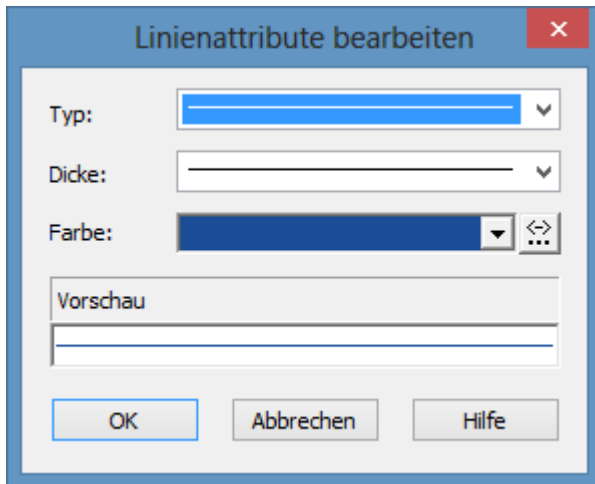 Linienattribute bearbeiten
Typ:
Dicke:
Farbe:
Vorschau
OK Abbrechen Hilfe